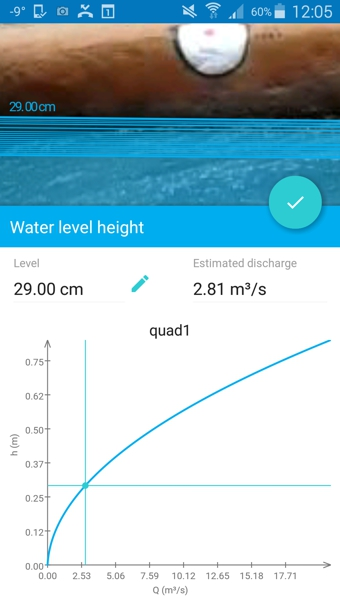 -9° 1 60% 12:05
29.00cm
Water level height
Level
Estimated discharge
29.00 cm
2.81 m³/s
quad1
h (m)
0.75
0.62
0.50
0.37
0.25
0.12
0.00
0.00 2.53 5.06 7.59 10.12 12.65 15.18 17.71
Q (m³/s)